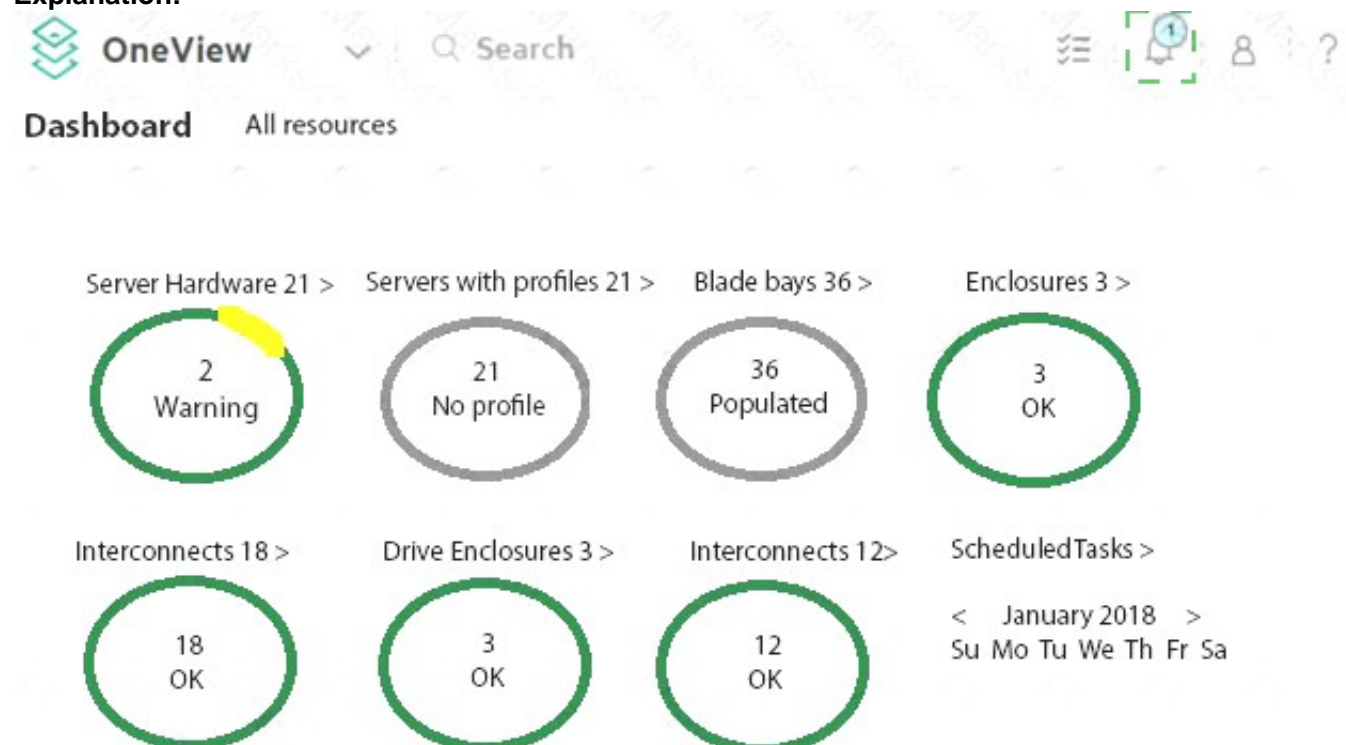 Explanation:
OneView Search 1 ?
Dashboard All resources
Server Hardware 21 > Servers with profiles 21 > Blade bays 36 > Enclosures 3 >
2 21 36 3
Warning No profile Populated OK
Interconnects 18 > Drive Enclosures 3 > Interconnects 12> ScheduledTasks >
< January 2018 >
18 3 12 Su Mo Tu We Th Fr Sa
OK OK OK